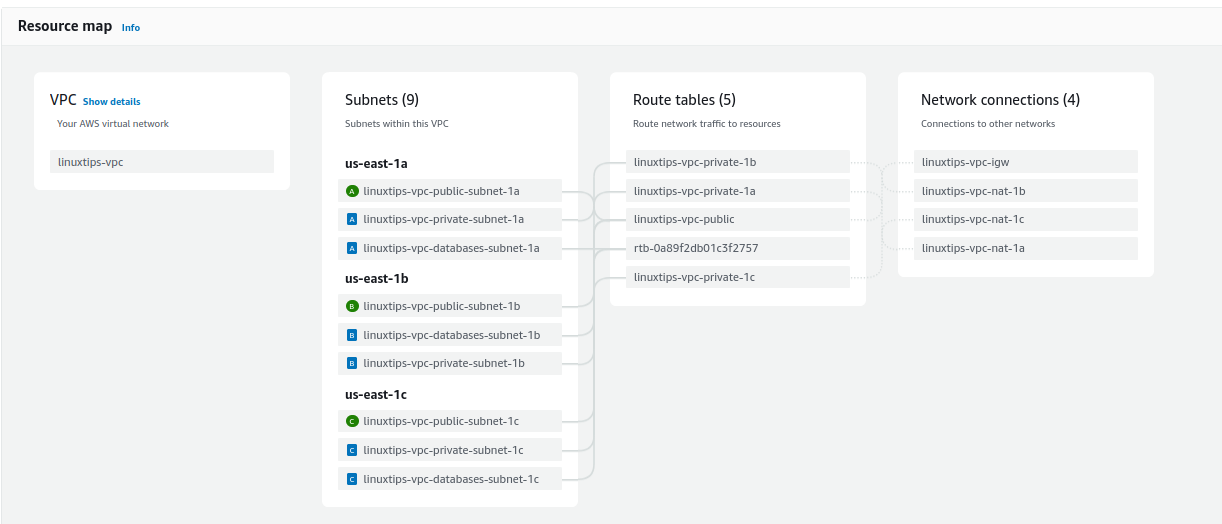 Resource map Info
VPC Show details
Your AWS virtual network
linuxtips-vpc
Subnets (9)
Subnets within this VPC
us-east-1a
A linuxtips-vpc-public-subnet-1a
A linuxtips-vpc-private-subnet-1a
A linuxtips-vpc-databases-subnet-1a
us-east-1b
B linuxtips-vpc-public-subnet-1b
B linuxtips-vpc-databases-subnet-1b
B linuxtips-vpc-private-subnet-1b
us-east-1c
C linuxtips-vpc-public-subnet-1c
C linuxtips-vpc-private-subnet-1c
C linuxtips-vpc-databases-subnet-1c
Route tables (5)
Route network traffic to resources
linuxtips-vpc-private-1b
linuxtips-vpc-private-1a
linuxtips-vpc-public
rtb-0a89f2db01c3f2757
linuxtips-vpc-private-1c
Network connections (4)
Connections to other networks
linuxtips-vpc-igw
linuxtips-vpc-nat-1b
linuxtips-vpc-nat-1c
linuxtips-vpc-nat-1a